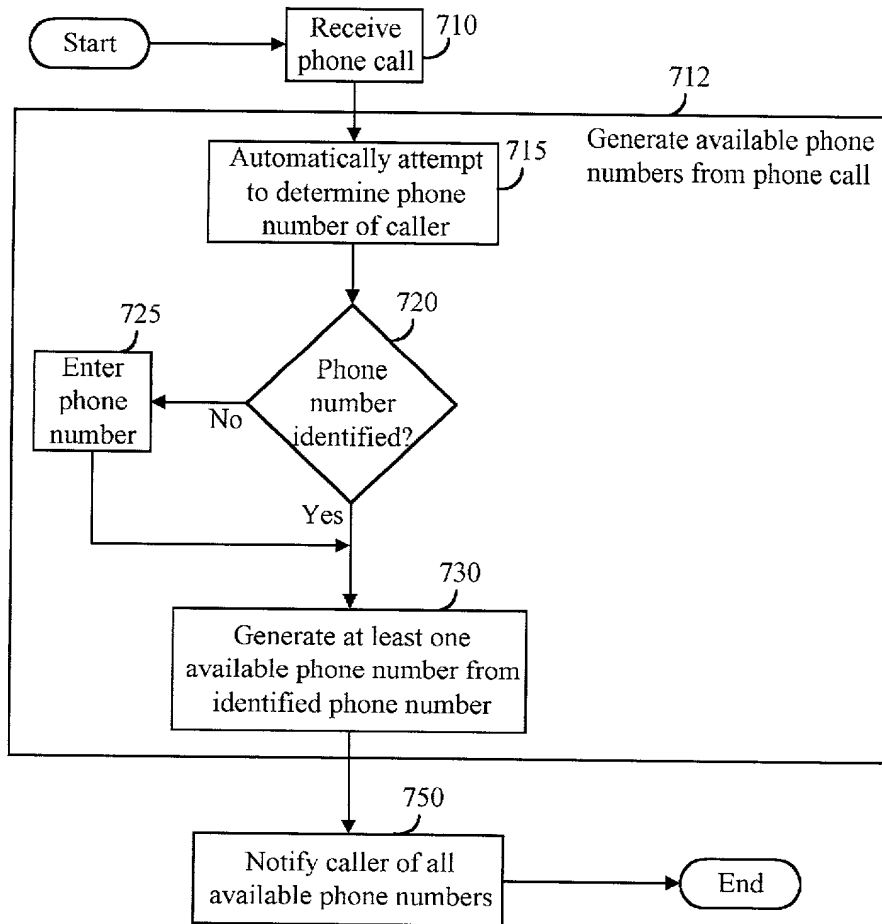 Start
Receive
phone call
710
712
Generate available phone
numbers from phone call
Automatically attempt
to determine phone
number of caller
715
720
Phone
number
identified?
725
Enter
phone
number
No
Yes
730
Generate at least one
available phone number from
identified phone number
750
Notify caller of all
available phone numbers
End